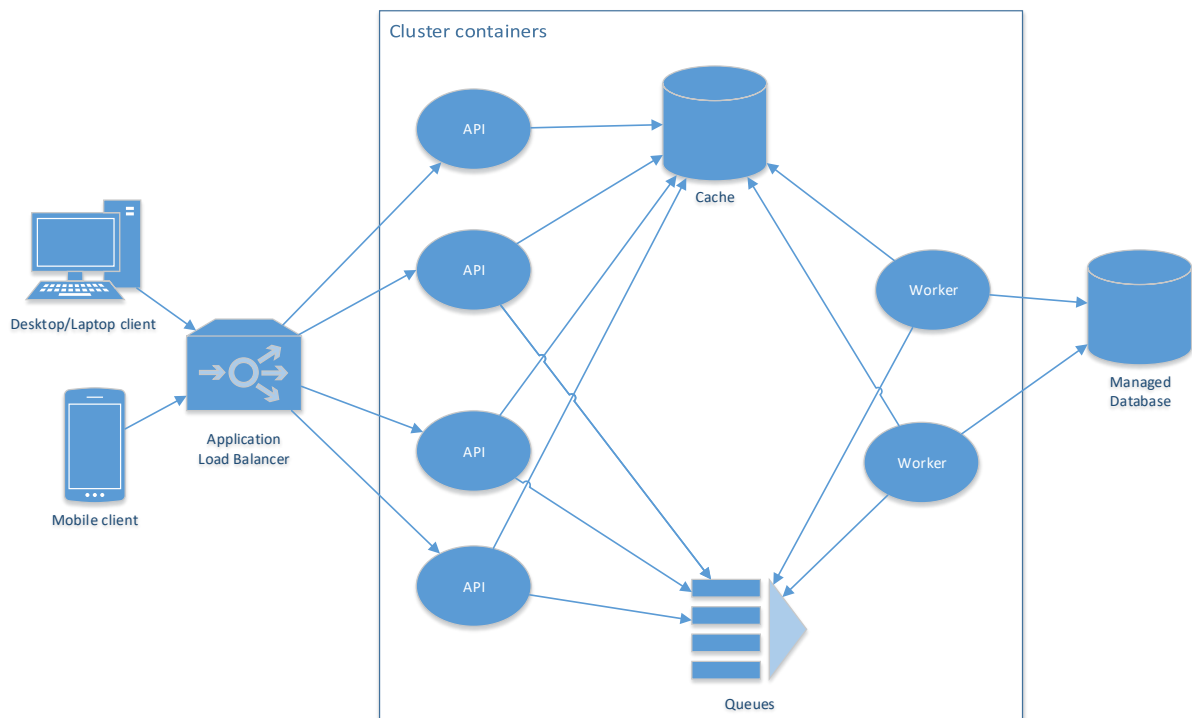 Cluster containers
API
Cache
API
Desktop/Laptop client
Worker
Application
Load Balancer
Managed
Database
API
Worker
Mobile client
API
Queues